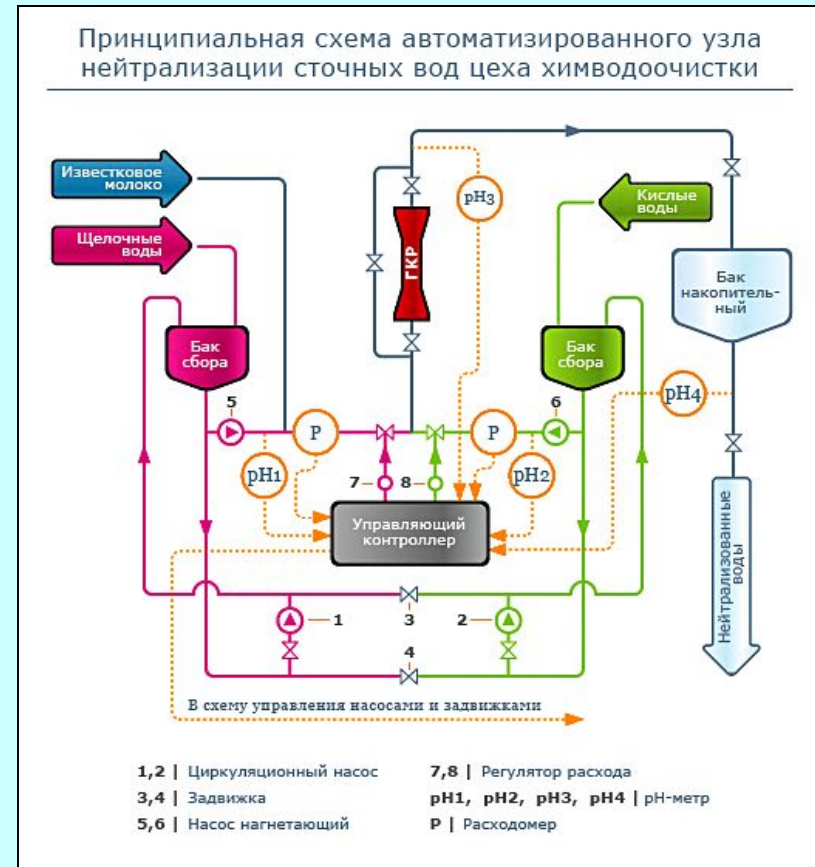 Принципиальная схема автоматизированного узла
нейтрализации сточных вод цеха химводоочистки
Известковое
молоко
Щелочные
воды
pH3
Кислые
воды
ГКР
Бак
накопитель-
ный
Бак
сбора
Бак
сбора
5
6
pH4
P
P
pH1
7
8
pH2
Управляющий
контроллер
Нейтрализованные
воды
1
3
2
4
В схему управления насосами и задвижками
1,2 | Циркуляционный насос
3,4 | Задвижка
5,6 | Насос нагнетающий
7,8 | Регулятор расхода
pH1, pH2, pH3, pH4 | pH-метр
P | Расходомер